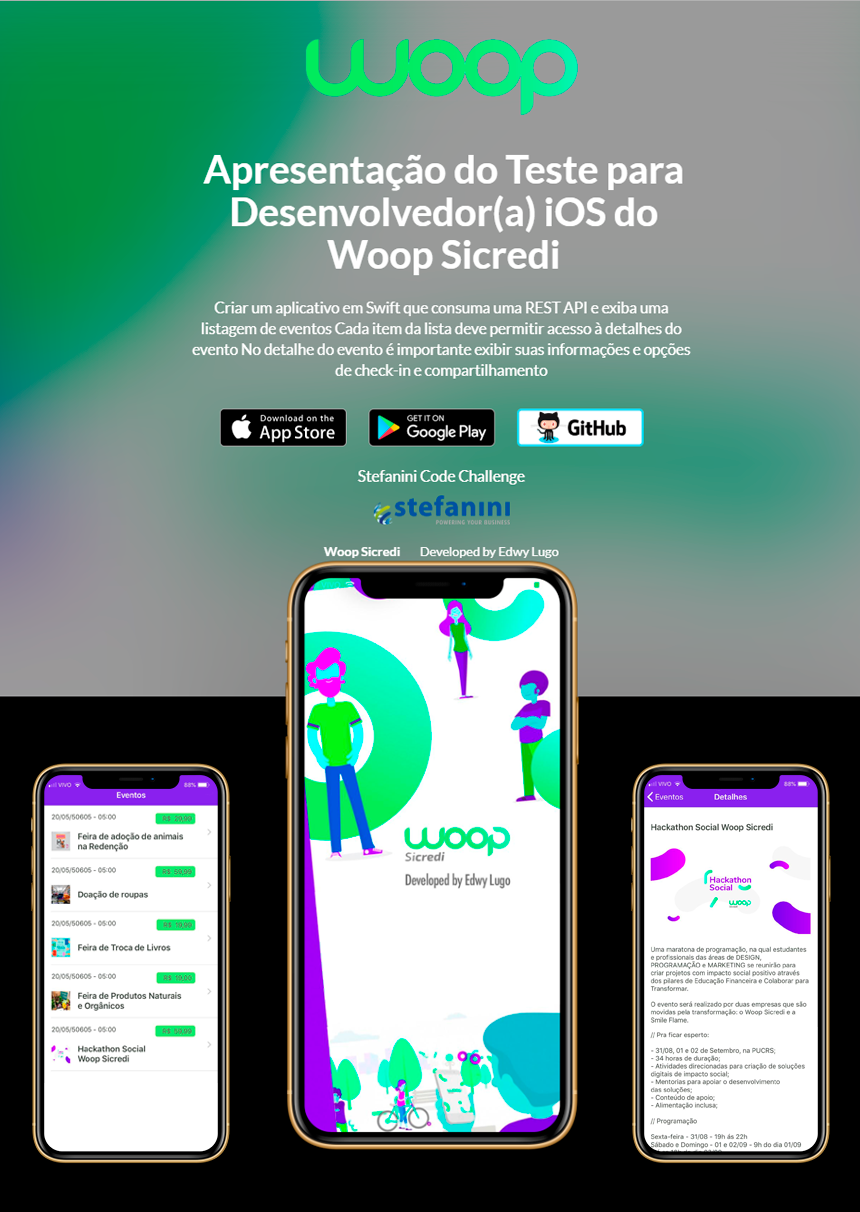 woop
Apresentação do Teste para
Desenvolvedor(a) iOS do
Woop Sicredi
Criar um aplicativo em Swift que consuma uma REST API e exiba uma
listagem de eventos Cada item da lista deve permitir acesso à detalhes do
evento No detalhe do evento é importante exibir suas informações e opções
de check-in e compartilhamento
Download on the
App Store
GET IT ON
Google Play
GitHub
Stefanini Code Challenge
stefanini
POWERING YOUR BUSINESS
Woop Sicredi Developed by Edwy Lugo
woop
Sicredi
Developed by Edwy Lugo
VIVO 88%
Eventos
20/05/50605 - 05:00 R$ 29,99
Feira de adoção de animais
na Redenção
20/05/50605 - 05:00 R$ 59,99
Doação de roupas
20/05/50605 - 05:00 R$ 19,99
Feira de Troca de Livros
20/05/50605 - 05:00 R$ 19,00
Feira de Produtos Naturais
e Orgânicos
20/05/50605 - 05:00 R$ 59,99
Hackathon Social
Woop Sicredi
VIVO 88%
Eventos Detalhes
Hackathon Social Woop Sicredi
Hackathon
Social
woop
Uma maratona de programação, na qual estudantes
e profissionais das áreas de DESIGN,
PROGRAMAÇÃO e MARKETING se reunirão para
criar projetos com impacto social positivo através
dos pilares de Educação Financeira e Colaborar para
Transformar.
O evento será realizado por duas empresas que são
movidas pela transformação: o Woop Sicredi e a
Smile Flame.
// Pra ficar esperto:
- 31/08, 01 e 02 de Setembro, na PUCRS;
- 34 horas de duração;
- Atividades direcionadas para criação de soluções
digitais de impacto social;
- Mentorias para apoiar o desenvolvimento
das soluções;
- Conteúdo de apoio;
- Alimentação inclusa;
// Programação
Sexta-feira - 31/08 - 19h às 22h
Sábado e Domingo - 01 e 02/09 - 9h do dia 01/09